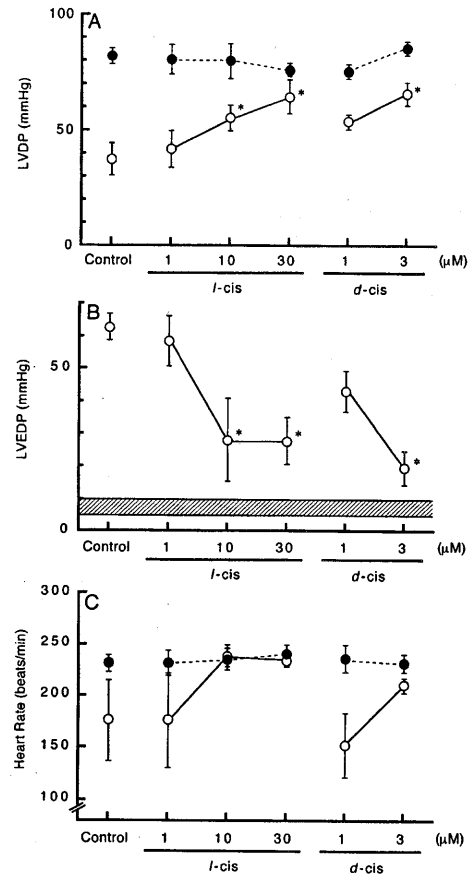 A
LVDP (mmHg)
100
50
0
*
*
*
Control 1 10 30 1 3 (μM)
l-cis d-cis
B
LVEDP (mmHg)
50
0
*
*
*
Control 1 10 30 1 3 (μM)
l-cis d-cis
C
Heart Rate (beats/min)
300
250
200
150
100
Control 1 10 30 1 3 (μM)
l-cis d-cis